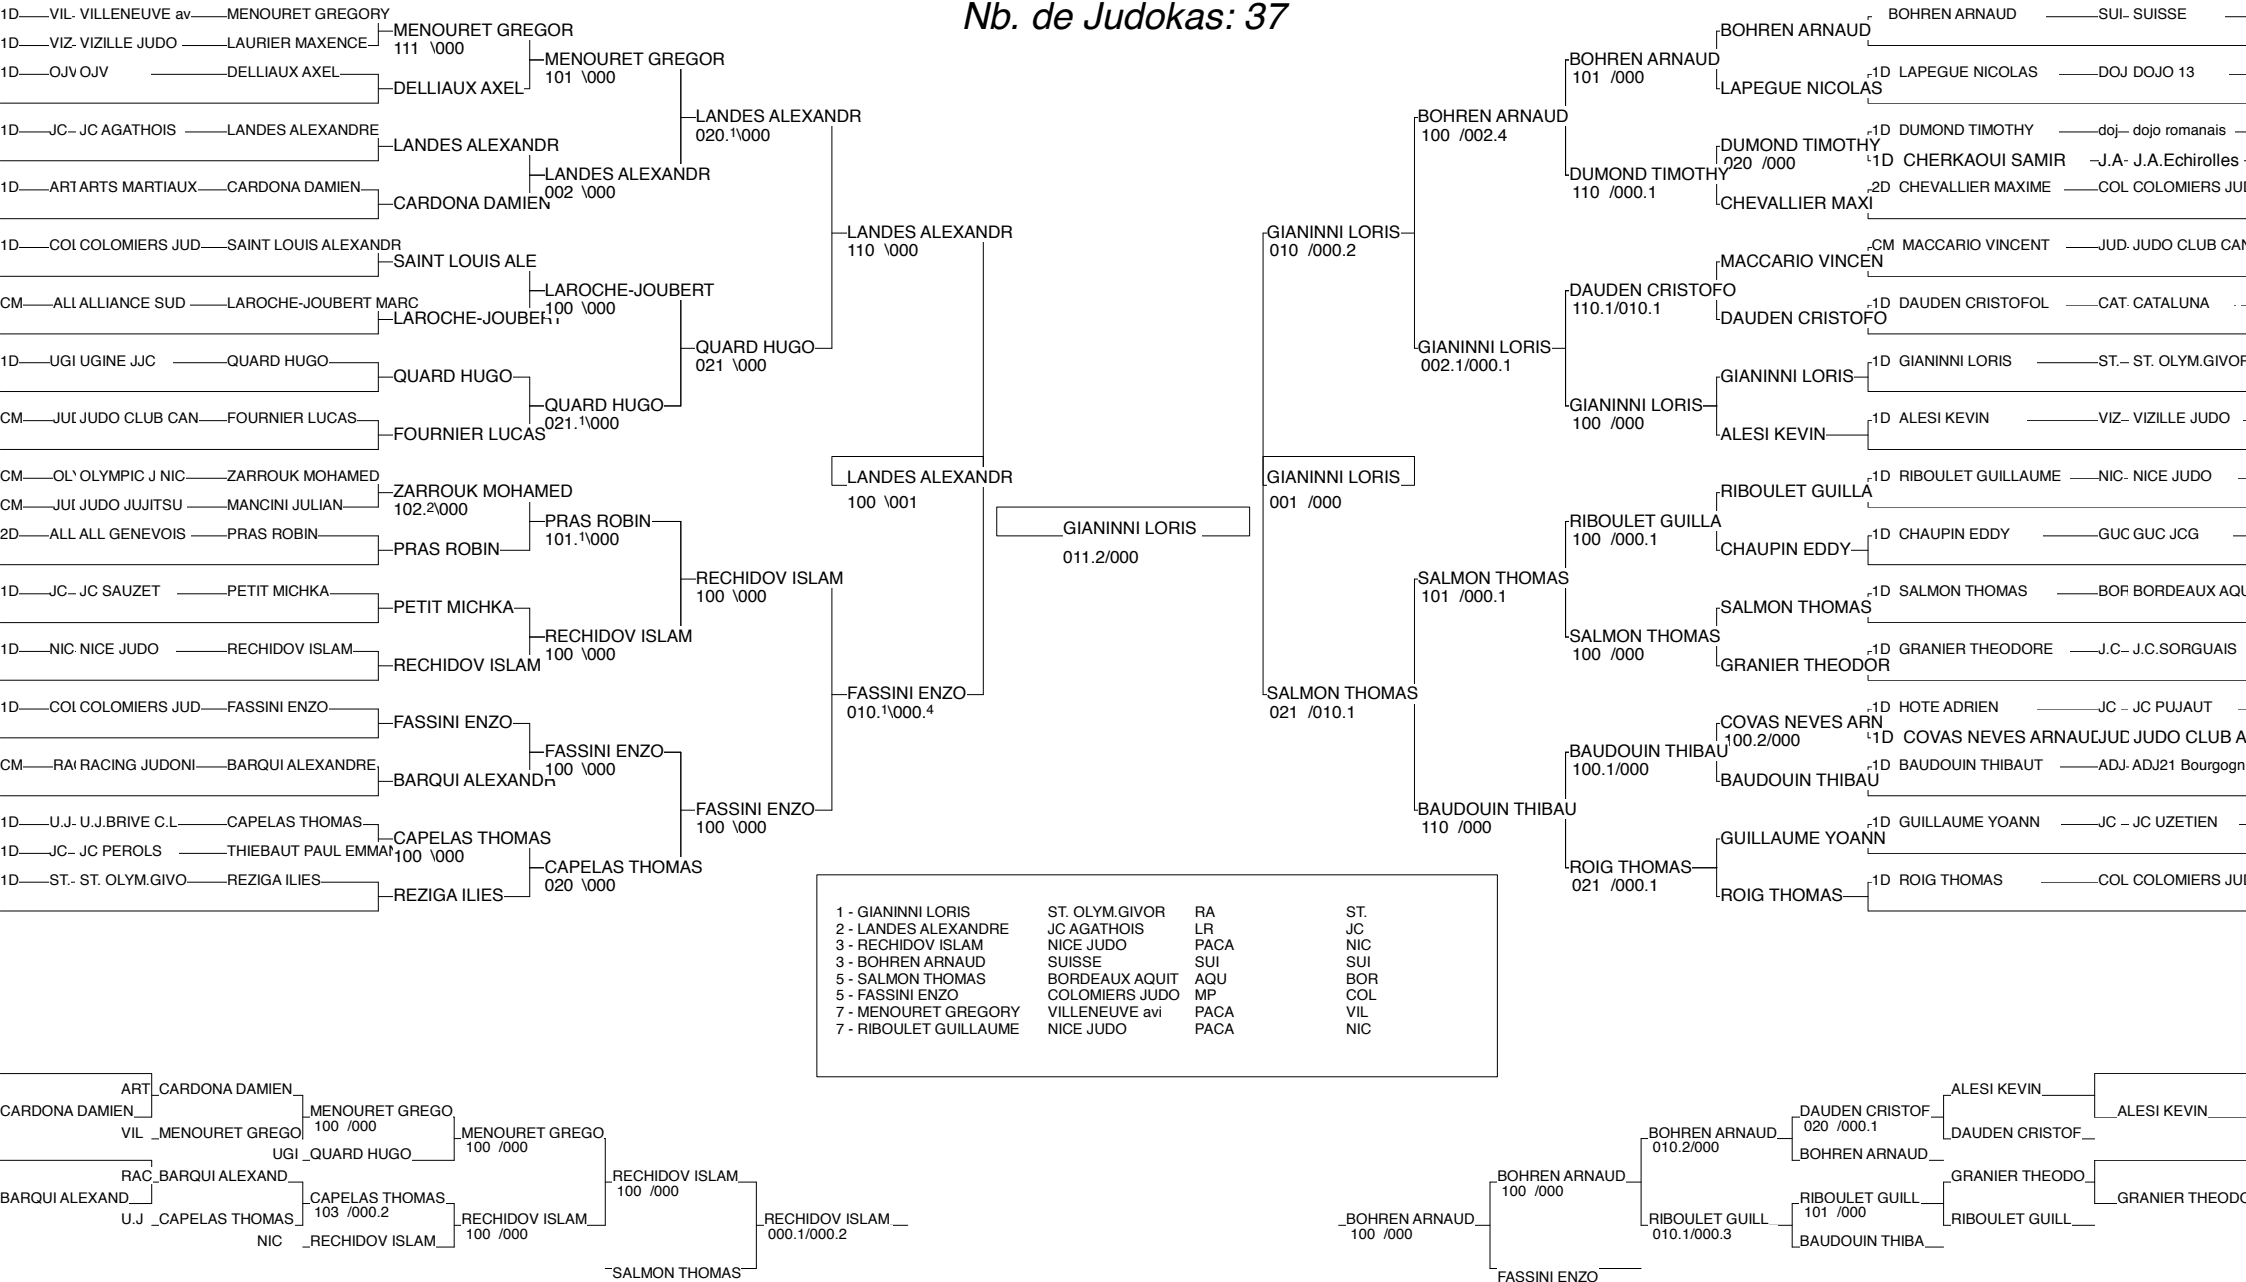 Nb. de Judokas: 37
1D VIL- VILLENEUVE av MENOURET GREGORY
MENOURET GREGOR
111 \000
1D VIZ- VIZILLE JUDO LAURIER MAXENCE
MENOURET GREGOR
101 \000
1D OJV OJV DELLIAUX AXEL
DELLIAUX AXEL
LANDES ALEXANDR
020.1\000
1D JC- JC AGATHOIS LANDES ALEXANDRE
LANDES ALEXANDR
LANDES ALEXANDR
002 \000
1D ART ARTS MARTIAUX CARDONA DAMIEN
CARDONA DAMIEN
LANDES ALEXANDR
110 \000
1D COL COLOMIERS JUD SAINT LOUIS ALEXANDR
SAINT LOUIS ALE
LAROCHE-JOUBERT
100 \000
CM ALL ALLIANCE SUD LAROCHE-JOUBERT MARC
LAROCHE-JOUBERT
QUARD HUGO
021 \000
1D UGI UGINE JJC QUARD HUGO
QUARD HUGO
QUARD HUGO
021.1\000
CM JUD JUDO CLUB CAN FOURNIER LUCAS
FOURNIER LUCAS
LANDES ALEXANDR
100 \001
CM OLY OLYMPIC J NIC ZARROUK MOHAMED
ZARROUK MOHAMED
102.2\000
CM JUD JUDO JUJITSU MANCINI JULIAN
PRAS ROBIN
101.1\000
2D ALL ALL GENEVOIS PRAS ROBIN
PRAS ROBIN
RECHIDOV ISLAM
100 \000
1D JC- JC SAUZET PETIT MICHKA
PETIT MICHKA
RECHIDOV ISLAM
100 \000
1D NIC- NICE JUDO RECHIDOV ISLAM
RECHIDOV ISLAM
FASSINI ENZO
010.1\000.4
1D COL COLOMIERS JUD FASSINI ENZO
FASSINI ENZO
FASSINI ENZO
100 \000
CM RAC RACING JUDONI BARQUI ALEXANDRE
BARQUI ALEXANDR
FASSINI ENZO
100 \000
1D U.J- U.J.BRIVE C.L CAPELAS THOMAS
CAPELAS THOMAS
100 \000
1D JC- JC PEROLS THIEBAUT PAUL EMMAN
CAPELAS THOMAS
020 \000
1D ST.- ST. OLYM.GIVO REZIGA ILIES
REZIGA ILIES
GIANINNI LORIS
011.2/000
BOHREN ARNAUD SUI- SUISSE
BOHREN ARNAUD
BOHREN ARNAUD
101 /000
1D LAPEGUE NICOLAS DOJ DOJO 13
LAPEGUE NICOLAS
BOHREN ARNAUD
100 /002.4
1D DUMOND TIMOTHY doj- dojo romanais
DUMOND TIMOTHY
020 /000
1D CHERKAOUI SAMIR J.A- J.A.Echirolles
DUMOND TIMOTHY
110 /000.1
2D CHEVALLIER MAXIME COL COLOMIERS JUD
CHEVALLIER MAXI
GIANINNI LORIS
010 /000.2
CM MACCARIO VINCENT JUD- JUDO CLUB CAN
MACCARIO VINCEN
DAUDEN CRISTOFO
110.1/010.1
1D DAUDEN CRISTOFOL CAT- CATALUNA
DAUDEN CRISTOFO
GIANINNI LORIS
002.1/000.1
1D GIANINNI LORIS ST.- ST. OLYM.GIVOR
GIANINNI LORIS
GIANINNI LORIS
100 /000
1D ALESI KEVIN VIZ- VIZILLE JUDO
ALESI KEVIN
GIANINNI LORIS
001 /000
1D RIBOULET GUILLAUME NIC- NICE JUDO
RIBOULET GUILLA
RIBOULET GUILLA
100 /000.1
1D CHAUPIN EDDY GUC GUC JCG
CHAUPIN EDDY
SALMON THOMAS
101 /000.1
1D SALMON THOMAS BOR BORDEAUX AQU
SALMON THOMAS
SALMON THOMAS
100 /000
1D GRANIER THEODORE J.C- J.C.SORGUAIS
GRANIER THEODOR
SALMON THOMAS
021 /010.1
1D HOTE ADRIEN JC - JC PUJAUT
COVAS NEVES ARN
100.2/000
1D COVAS NEVES ARNAUD JUD JUDO CLUB A
BAUDOUIN THIBAU
100.1/000
1D BAUDOUIN THIBAUT ADJ- ADJ21 Bourgogn
BAUDOUIN THIBAU
BAUDOUIN THIBAU
110 /000
1D GUILLAUME YOANN JC - JC UZETIEN
GUILLAUME YOANN
ROIG THOMAS
021 /000.1
1D ROIG THOMAS COL COLOMIERS JUD
ROIG THOMAS
1 - GIANINNI LORIS ST. OLYM.GIVOR RA ST.
2 - LANDES ALEXANDRE JC AGATHOIS LR JC
3 - RECHIDOV ISLAM NICE JUDO PACA NIC
3 - BOHREN ARNAUD SUISSE SUI SUI
5 - SALMON THOMAS BORDEAUX AQUIT AQU BOR
5 - FASSINI ENZO COLOMIERS JUDO MP COL
7 - MENOURET GREGORY VILLENEUVE avi PACA VIL
7 - RIBOULET GUILLAUME NICE JUDO PACA NIC
ART CARDONA DAMIEN
CARDONA DAMIEN
MENOURET GREGO
100 /000
VIL MENOURET GREGO
MENOURET GREGO
100 /000
UGI QUARD HUGO
RAC BARQUI ALEXAND
BARQUI ALEXAND
RECHIDOV ISLAM
100 /000
CAPELAS THOMAS
103 /000.2
U.J CAPELAS THOMAS
RECHIDOV ISLAM
100 /000
NIC RECHIDOV ISLAM
RECHIDOV ISLAM
000.1/000.2
SALMON THOMAS
ALESI KEVIN
ALESI KEVIN
DAUDEN CRISTOF
020 /000.1
DAUDEN CRISTOF
BOHREN ARNAUD
010.2/000
BOHREN ARNAUD
BOHREN ARNAUD
100 /000
GRANIER THEODO
GRANIER THEODO
RIBOULET GUILL
101 /000
RIBOULET GUILL
RIBOULET GUILL
010.1/000.3
BAUDOUIN THIBA
BOHREN ARNAUD
100 /000
FASSINI ENZO